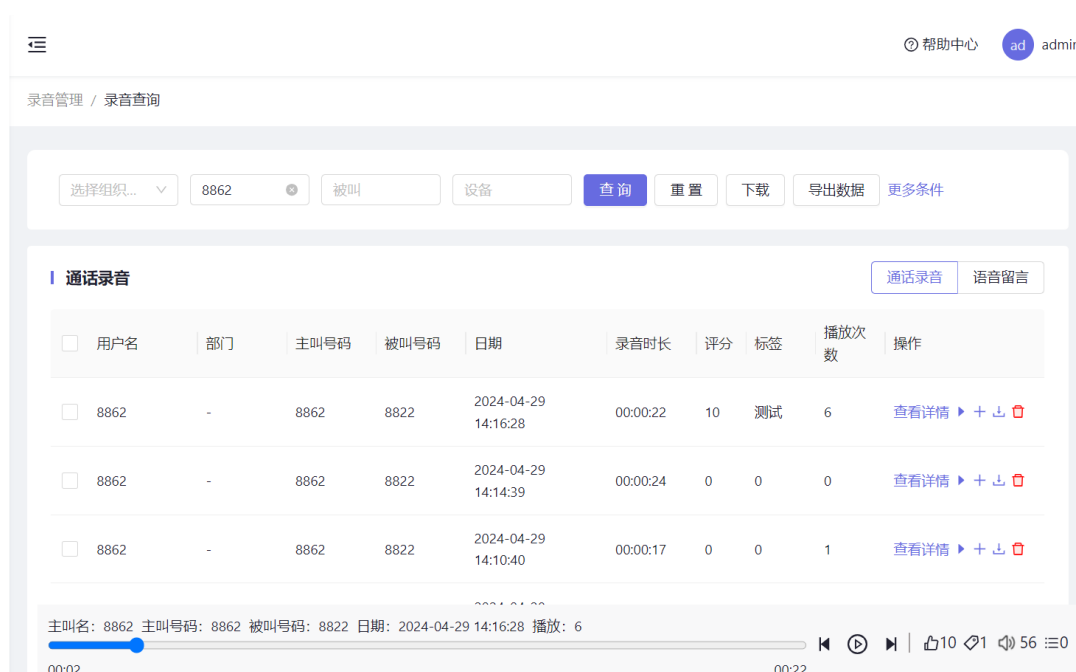 帮助中心 ad admin
录音管理 / 录音查询
选择组织... 8862 被叫 设备 查询 重置 下载 导出数据 更多条件
通话录音 通话录音 语音留言
用户名 部门 主叫号码 被叫号码 日期 录音时长 评分 标签 播放次数 操作
8862 - 8862 8822 2024-04-29 14:16:28 00:00:22 10 测试 6 查看详情
8862 - 8862 8822 2024-04-29 14:14:39 00:00:24 0 0 0 查看详情
8862 - 8862 8822 2024-04-29 14:10:40 00:00:17 0 0 1 查看详情
主叫名：8862 主叫号码：8862 被叫号码：8822 日期：2024-04-29 14:16:28 播放：6
10 1 56 0
00:02 00:22